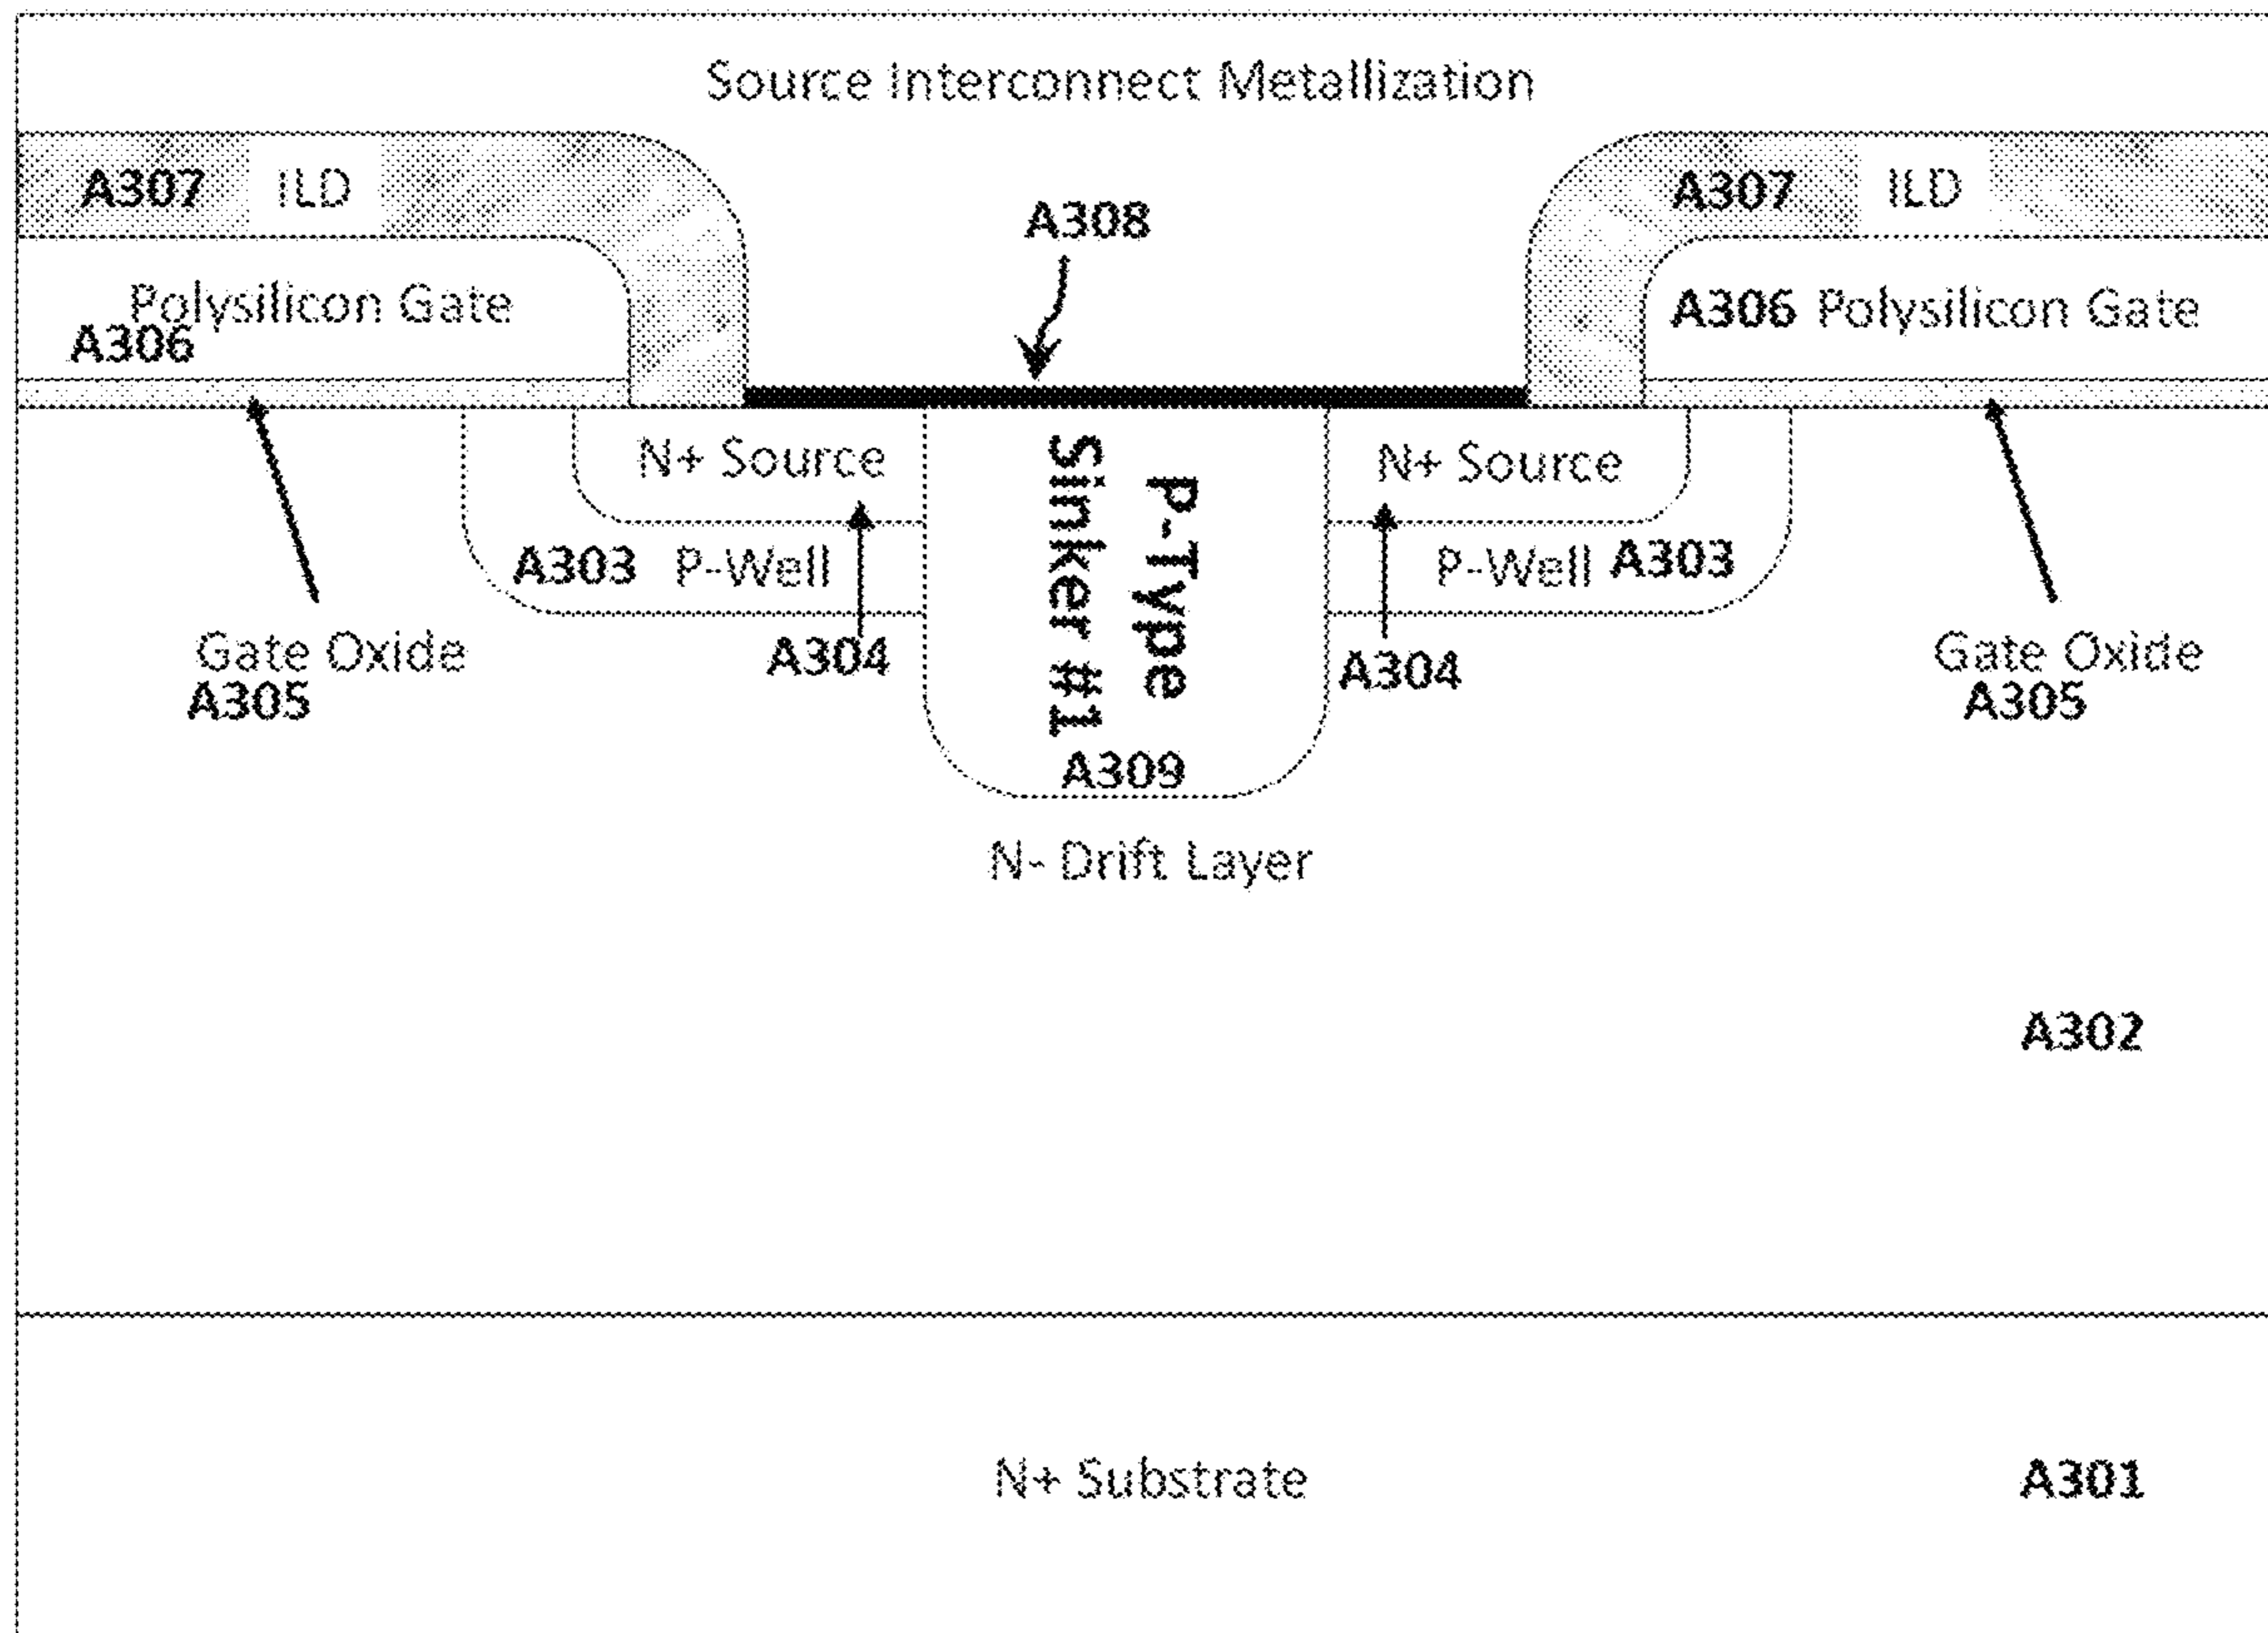 Source Interconnect Metallization
A307 ILD
A307 ILD
A308
Polysilicon Gate
A306
A306 Polysilicon Gate
N+ Source
N+ Source
P-Type
Sinker #1
A309
A303 P-Well
P-Well A303
A304
A304
Gate Oxide
A305
Gate Oxide
A305
N- Drift Layer
A302
N+ Substrate
A301